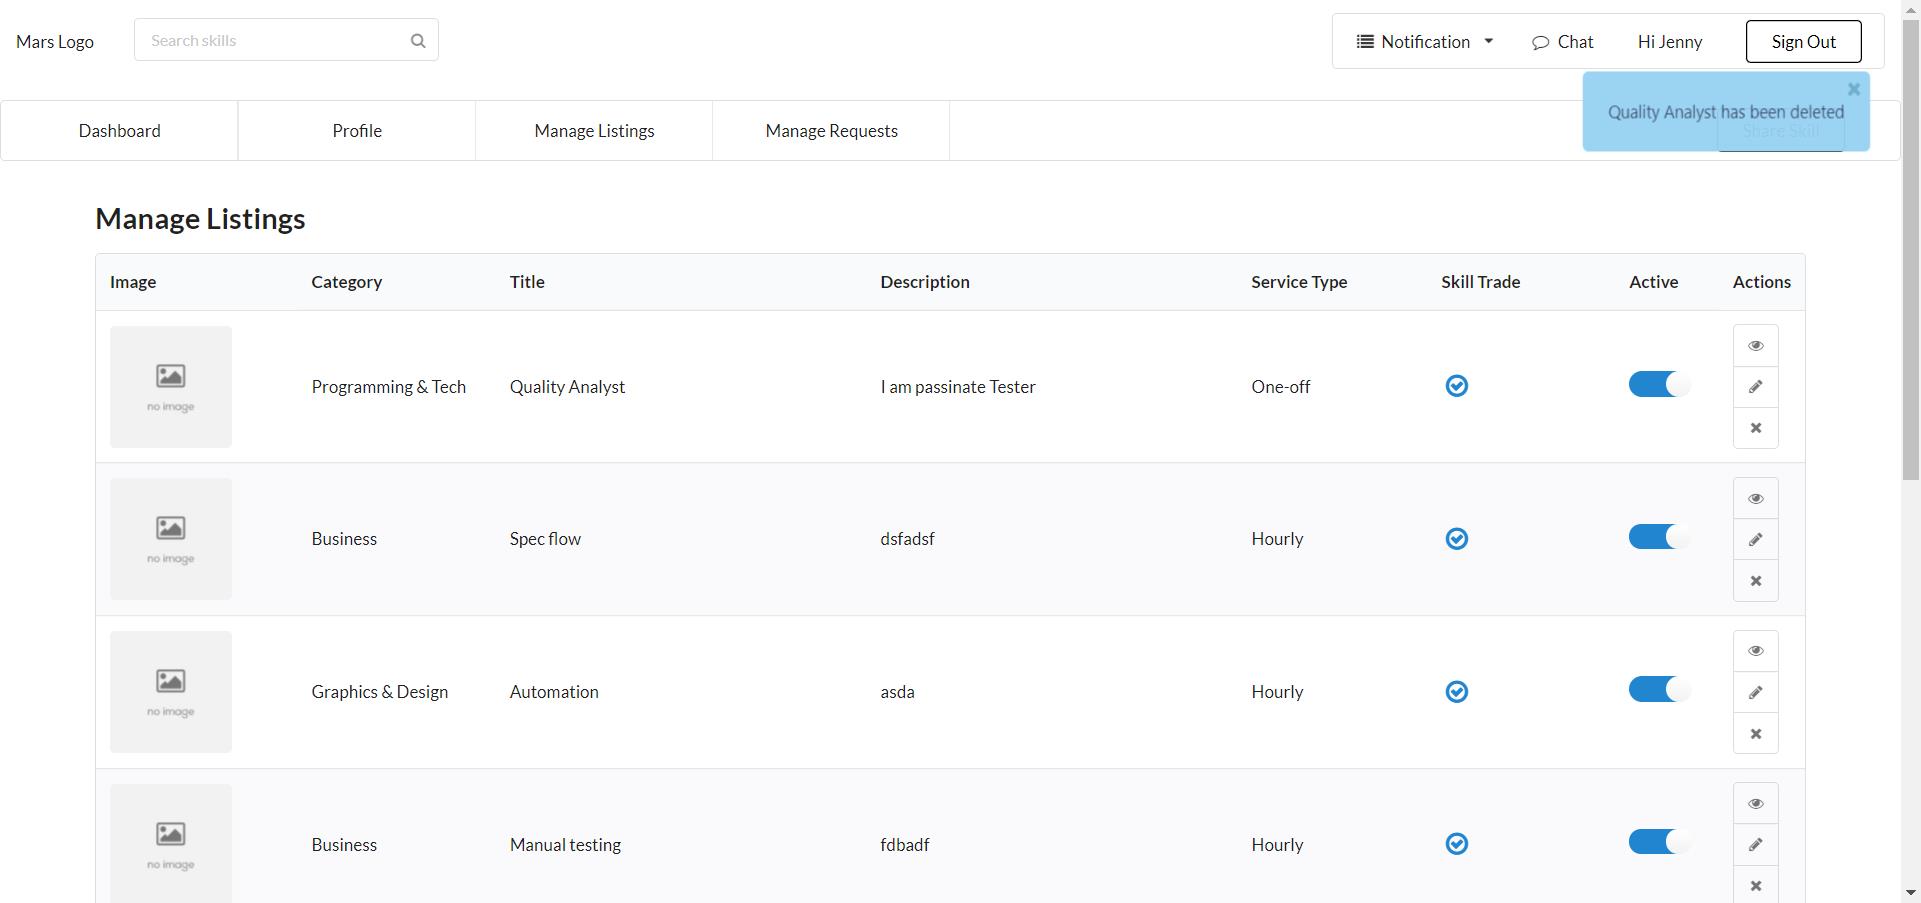 Mars Logo
Search skills
Notification
Chat
Hi Jenny
Sign Out
Quality Analyst has been deleted
Dashboard
Profile
Manage Listings
Manage Requests
Share Skill
Manage Listings
Image Category Title Description Service Type Skill Trade Active Actions
no image
Programming & Tech Quality Analyst I am passinate Tester One-off
no image
Business Spec flow dsfadsf Hourly
no image
Graphics & Design Automation asda Hourly
no image
Business Manual testing fdbadf Hourly